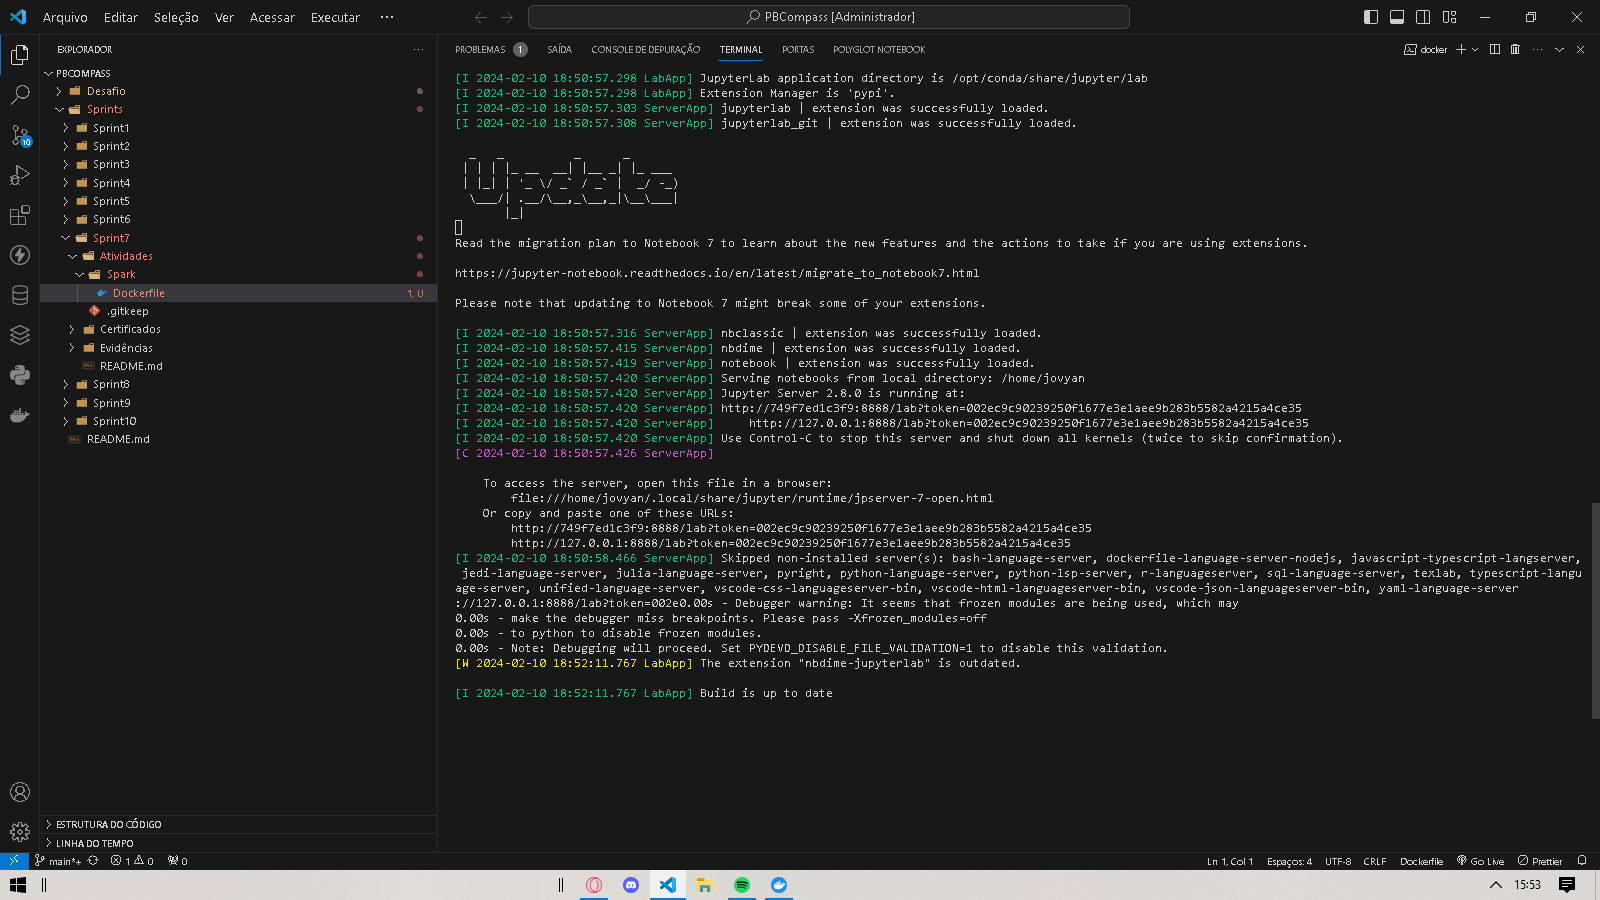 Arquivo Editar Seleção Ver Acessar Executar ···
PBCompass [Administrador]
EXPLORADOR ···
PBCOMPASS
Desafio
Sprints
Sprint1
Sprint2
Sprint3
Sprint4
Sprint5
Sprint6
Sprint7
Atividades
Spark
Dockerfile 1, U
.gitkeep
Certificados
Evidências
README.md
Sprint8
Sprint9
Sprint10
README.md
ESTRUTURA DO CÓDIGO
LINHA DO TEMPO
10
PROBLEMAS 1 SAÍDA CONSOLE DE DEPURAÇÃO TERMINAL PORTAS POLYGLOT NOTEBOOK
docker
[I 2024-02-10 18:50:57.298 LabApp] JupyterLab application directory is /opt/conda/share/jupyter/lab
[I 2024-02-10 18:50:57.298 LabApp] Extension Manager is 'pypi'.
[I 2024-02-10 18:50:57.303 ServerApp] jupyterlab | extension was successfully loaded.
[I 2024-02-10 18:50:57.308 ServerApp] jupyterlab_git | extension was successfully loaded.
Update
Read the migration plan to Notebook 7 to learn about the new features and the actions to take if you are using extensions.
https://jupyter-notebook.readthedocs.io/en/latest/migrate_to_notebook7.html
Please note that updating to Notebook 7 might break some of your extensions.
[I 2024-02-10 18:50:57.316 ServerApp] nbclassic | extension was successfully loaded.
[I 2024-02-10 18:50:57.415 ServerApp] nbdime | extension was successfully loaded.
[I 2024-02-10 18:50:57.419 ServerApp] notebook | extension was successfully loaded.
[I 2024-02-10 18:50:57.420 ServerApp] Serving notebooks from local directory: /home/jovyan
[I 2024-02-10 18:50:57.420 ServerApp] Jupyter Server 2.8.0 is running at:
[I 2024-02-10 18:50:57.420 ServerApp] http://749f7ed1c3f9:8888/lab?token=002ec9c90239250f1677e3e1aee9b283b5582a4215a4ce35
[I 2024-02-10 18:50:57.420 ServerApp]     http://127.0.0.1:8888/lab?token=002ec9c90239250f1677e3e1aee9b283b5582a4215a4ce35
[I 2024-02-10 18:50:57.420 ServerApp] Use Control-C to stop this server and shut down all kernels (twice to skip confirmation).
[C 2024-02-10 18:50:57.426 ServerApp]
To access the server, open this file in a browser:
file:///home/jovyan/.local/share/jupyter/runtime/jpserver-7-open.html
Or copy and paste one of these URLs:
http://749f7ed1c3f9:8888/lab?token=002ec9c90239250f1677e3e1aee9b283b5582a4215a4ce35
http://127.0.0.1:8888/lab?token=002ec9c90239250f1677e3e1aee9b283b5582a4215a4ce35
[I 2024-02-10 18:50:58.466 ServerApp] Skipped non-installed server(s): bash-language-server, dockerfile-language-server-nodejs, javascript-typescript-langserver,
jedi-language-server, julia-language-server, pyright, python-language-server, python-lsp-server, r-languageserver, sql-language-server, texlab, typescript-langu
age-server, unified-language-server, vscode-css-languageserver-bin, vscode-html-languageserver-bin, vscode-json-languageserver-bin, yaml-language-server
://127.0.0.1:8888/lab?token=002e0.00s - Debugger warning: It seems that frozen modules are being used, which may
0.00s - make the debugger miss breakpoints. Please pass -Xfrozen_modules=off
0.00s - to python to disable frozen modules.
0.00s - Note: Debugging will proceed. Set PYDEVD_DISABLE_FILE_VALIDATION=1 to disable this validation.
[W 2024-02-10 18:52:11.767 LabApp] The extension "nbdime-jupyterlab" is outdated.
[I 2024-02-10 18:52:11.767 LabApp] Build is up to date
main*+ 1 0 0 Ln 1, Col 1 Espaços: 4 UTF-8 CRLF Dockerfile Go Live Prettier
15:53